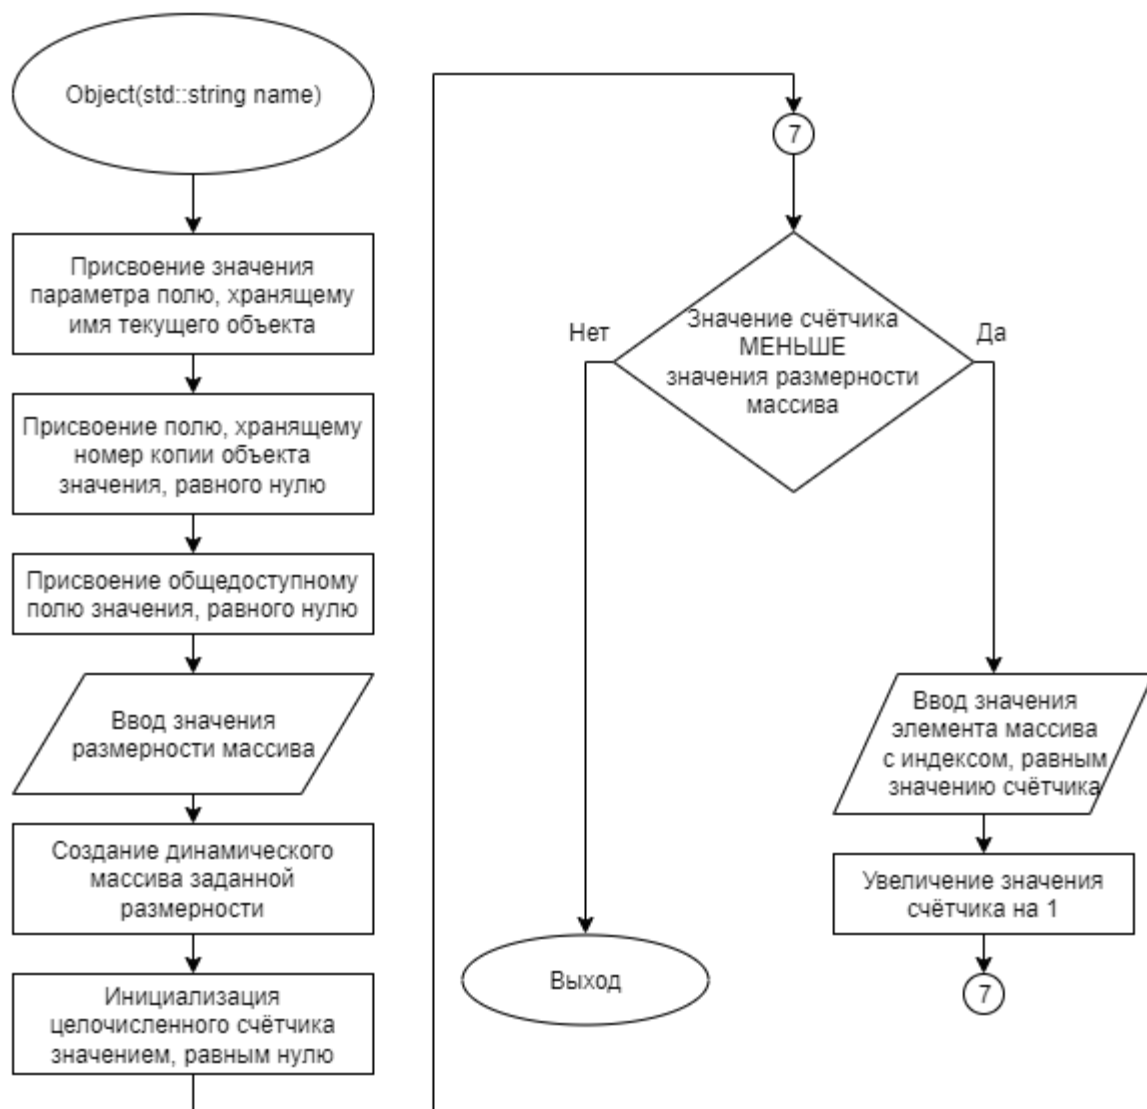 Object(std::string name)
Присвоение значения
параметра полю, хранящему
имя текущего объекта
Присвоение полю, хранящему
номер копии объекта
значения, равного нулю
Присвоение общедоступному
полю значения, равного нулю
Ввод значения
размерности массива
Создание динамического
массива заданной
размерности
Инициализация
целочисленного счётчика
значением, равным нулю
7
Значение счётчика
МЕНЬШЕ
значения размерности
массива
Нет
Да
Ввод значения
элемента массива
с индексом, равным
значению счётчика
Увеличение значения
счётчика на 1
7
Выход